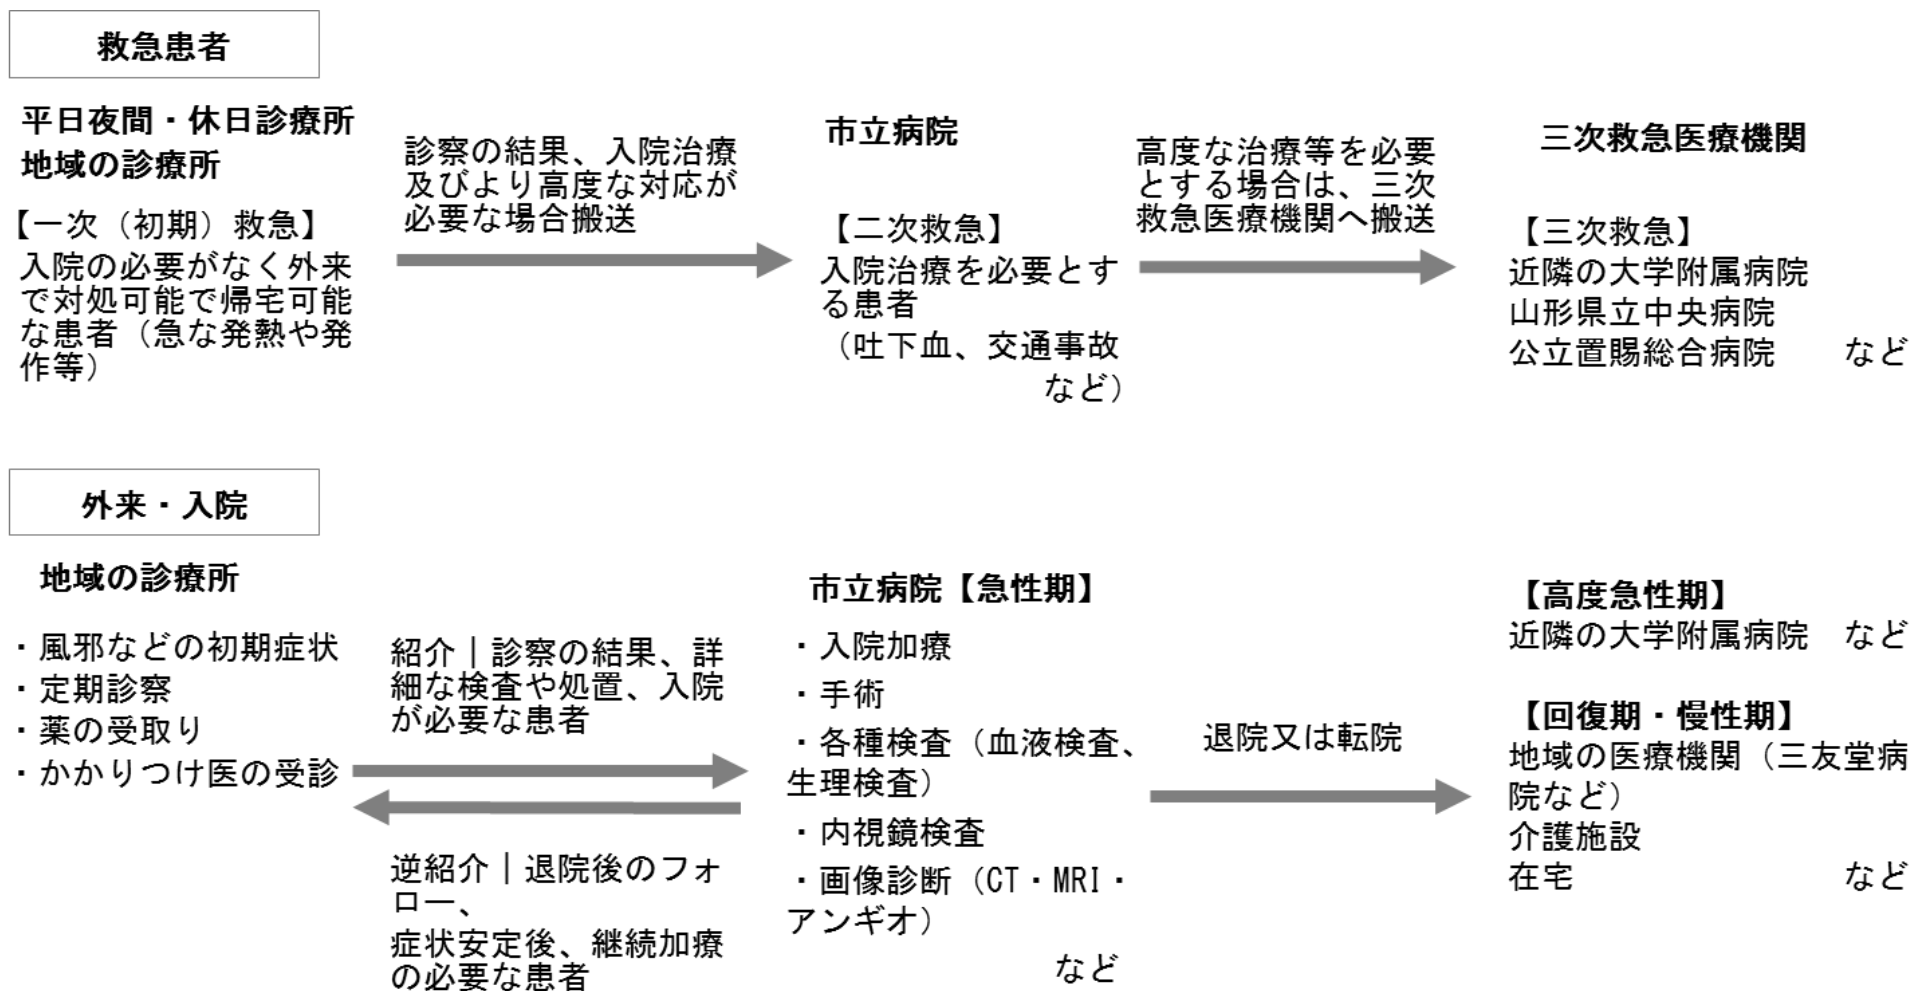 救急患者
平日夜間・休日診療所
地域の診療所
【一次（初期）救急】
入院の必要がなく外来
で対処可能で帰宅可能
な患者（急な発熱や発
作等）
診察の結果、入院治療
及びより高度な対応が
必要な場合搬送
市立病院
【二次救急】
入院治療を必要とす
る患者
（吐下血、交通事故
など）
高度な治療等を必要
とする場合は、三次
救急医療機関へ搬送
三次救急医療機関
【三次救急】
近隣の大学附属病院
山形県立中央病院
公立置賜総合病院　　など
外来・入院
地域の診療所
・風邪などの初期症状
・定期診察
・薬の受取り
・かかりつけ医の受診
紹介｜診察の結果、詳
細な検査や処置、入院
が必要な患者
逆紹介｜退院後のフォ
ロー、
症状安定後、継続加療
の必要な患者
市立病院【急性期】
・入院加療
・手術
・各種検査（血液検査、
生理検査）
・内視鏡検査
・画像診断（CT・MRI・
アンギオ）
など
退院又は転院
【高度急性期】
近隣の大学附属病院　など
【回復期・慢性期】
地域の医療機関（三友堂病
院など）
介護施設
在宅　　　　　　　　など